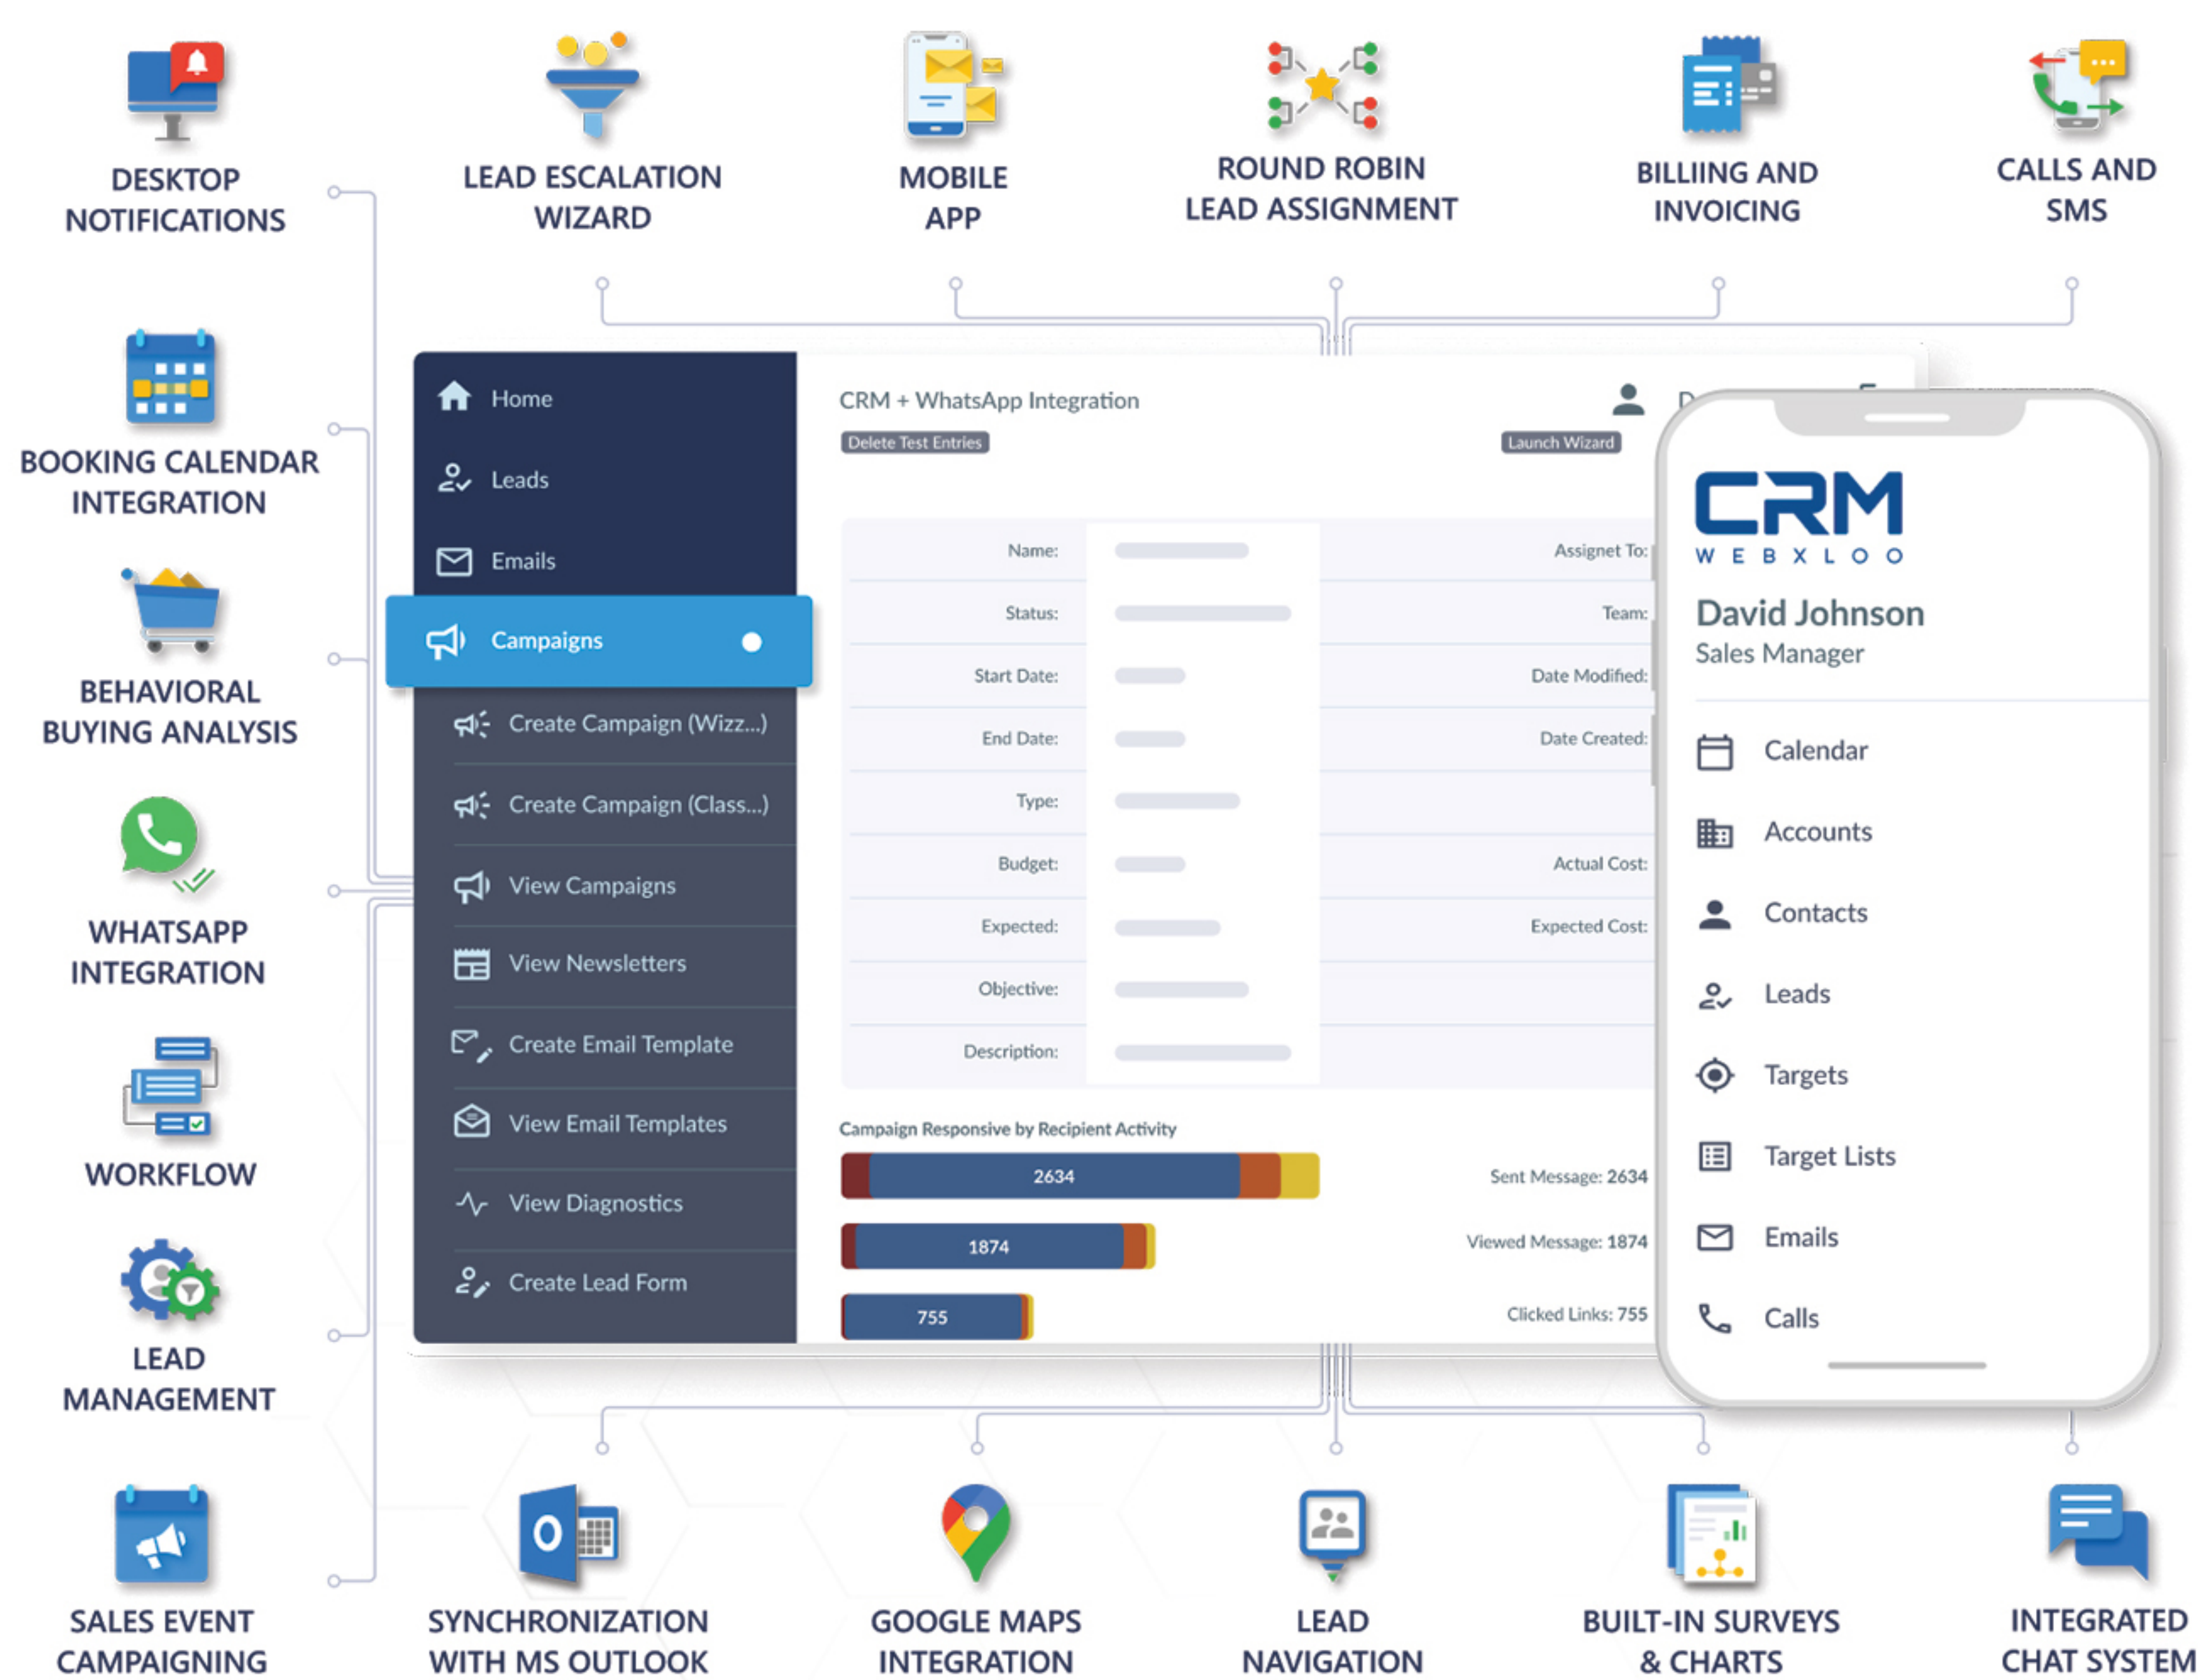 DESKTOP
NOTIFICATIONS
LEAD ESCALATION
WIZARD
MOBILE
APP
ROUND ROBIN
LEAD ASSIGNMENT
BILLIING AND
INVOICING
CALLS AND
SMS
BOOKING CALENDAR
INTEGRATION
BEHAVIORAL
BUYING ANALYSIS
WHATSAPP
INTEGRATION
WORKFLOW
LEAD
MANAGEMENT
SALES EVENT
CAMPAIGNING
Home
Leads
Emails
Campaigns
Create Campaign (Wizz...)
Create Campaign (Class...)
View Campaigns
View Newsletters
Create Email Template
View Email Templates
View Diagnostics
Create Lead Form
CRM + WhatsApp Integration
Delete Test Entries
Launch Wizard
Name:
Assignet To:
Status:
Team:
Start Date:
Date Modified:
End Date:
Date Created:
Type:
Budget:
Actual Cost:
Expected:
Expected Cost:
Objective:
Description:
Campaign Responsive by Recipient Activity
2634
Sent Message: 2634
1874
Viewed Message: 1874
755
Clicked Links: 755
CRM
WEBXLOO
David Johnson
Sales Manager
Calendar
Accounts
Contacts
Leads
Targets
Target Lists
Emails
Calls
SYNCHRONIZATION
WITH MS OUTLOOK
GOOGLE MAPS
INTEGRATION
LEAD
NAVIGATION
BUILT-IN SURVEYS
& CHARTS
INTEGRATED
CHAT SYSTEM